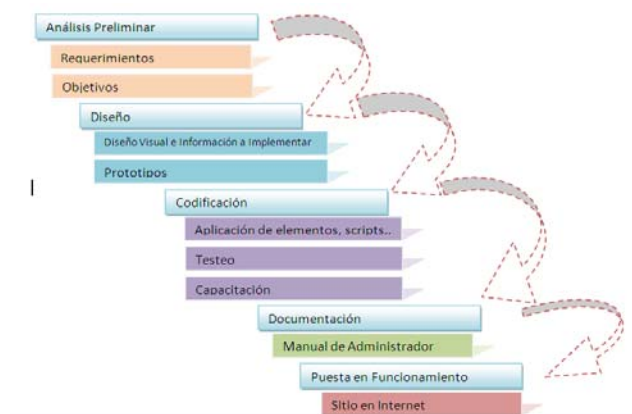 Análisis Preliminar
Requerimientos
Objetivos
Diseño
Diseño Visual e Información a Implementar
Prototipos
Codificación
Aplicación de elementos, scripts..
Testeo
Capacitación
Documentación
Manual de Administrador
Puesta en Funcionamiento
Sitio en Internet